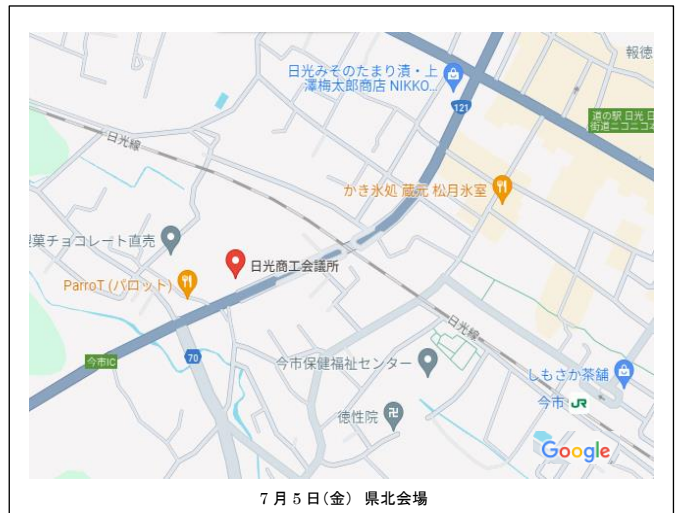 報徳
日光みそのたまり漬・上
澤梅太郎商店 NIKKO...
121
道の駅 日光 日
街道ニコニコ本
日光線
かき氷処 蔵元 松月氷室
製菓チョコレート直売
日光商工会議所
ParroT (パロット)
日光線
70
今市IC
今市保健福祉センター
しもさか茶舗
今市 JR
徳性院
Google
7月5日(金) 県北会場